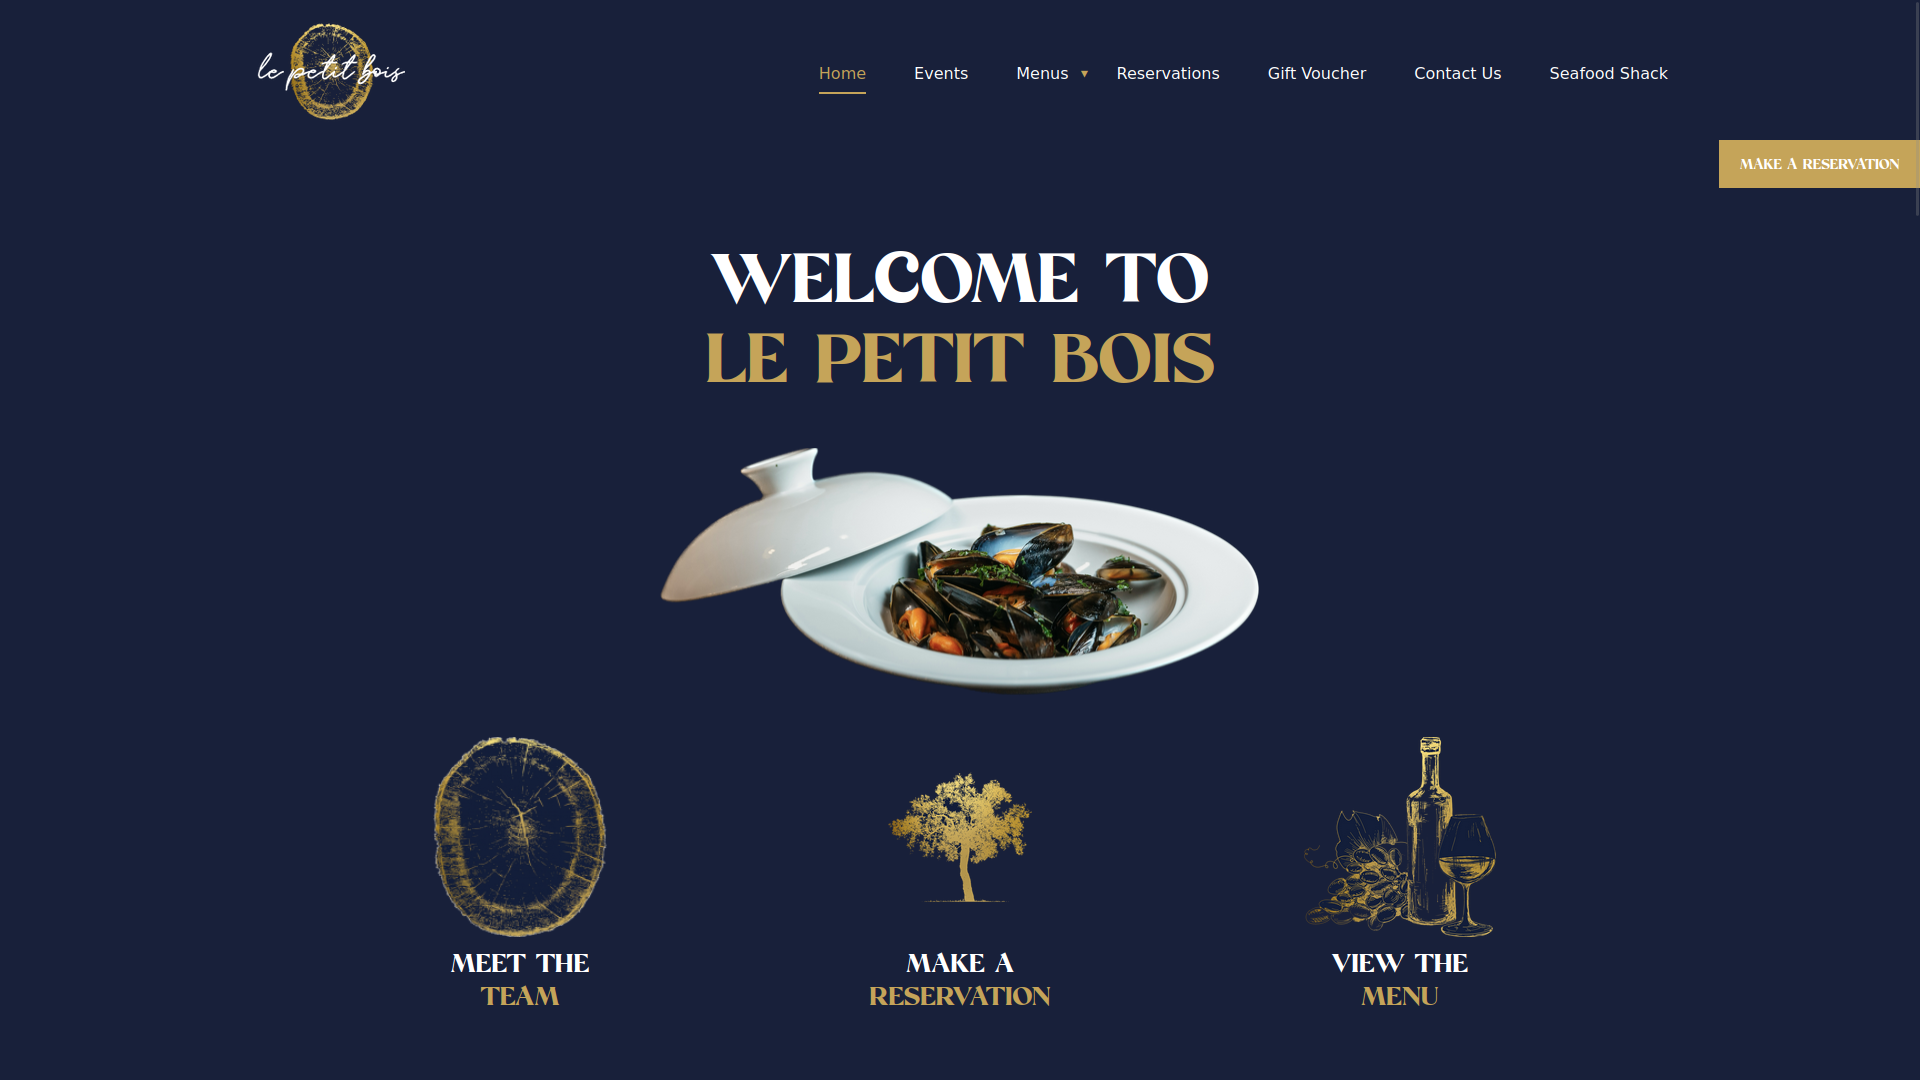 le petit bois
Home
Events
Menus ▼
Reservations
Gift Voucher
Contact Us
Seafood Shack
MAKE A RESERVATION
WELCOME TO
LE PETIT BOIS
MEET THE
TEAM
MAKE A
RESERVATION
VIEW THE
MENU